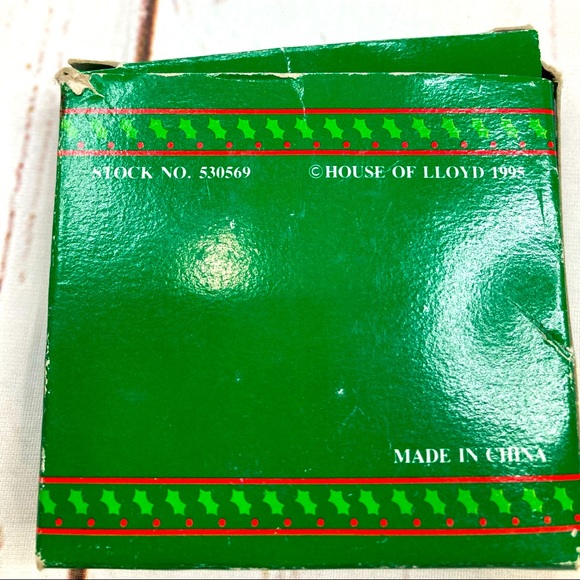 STOCK NO. 530569 ©HOUSE OF LLOYD 1995
MADE IN CHINA